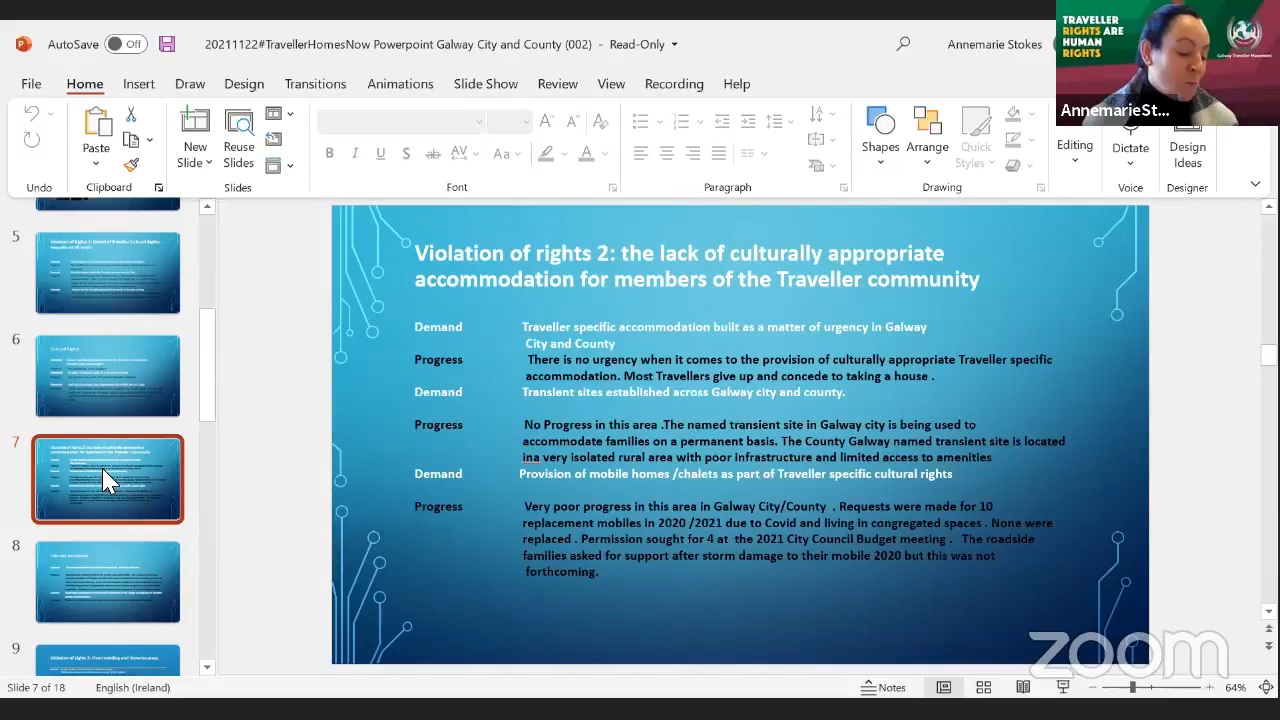 AutoSave Off 20211122#TravellerHomesNow Powerpoint Galway City and County (002) - Read-Only Annemarie Stokes
TRAVELLER
RIGHTS ARE
HUMAN
RIGHTS
Galway Traveller Movement
AnnemarieSt...
File Home Insert Draw Design Transitions Animations Slide Show Review View Recording Help
Paste New Slide Reuse Slides Shapes Arrange Quick Styles Editing Dictate Design Ideas
Undo Clipboard Slides Font Paragraph Drawing Voice Designer
5
6
7
8
9
Violation of rights 2: the lack of culturally appropriate
accommodation for members of the Traveller community
Demand Traveller specific accommodation built as a matter of urgency in Galway
City and County
Progress There is no urgency when it comes to the provision of culturally appropriate Traveller specific
accommodation. Most Travellers give up and concede to taking a house .
Demand Transient sites established across Galway city and county.
Progress No Progress in this area .The named transient site in Galway city is being used to
accommodate families on a permanent basis. The County Galway named transient site is located
ina very isolated rural area with poor infrastructure and limited access to amenities
Demand Provision of mobile homes /chalets as part of Traveller specific cultural rights
Progress Very poor progress in this area in Galway City/County . Requests were made for 10
replacement mobiles in 2020 /2021 due to Covid and living in congregated spaces . None were
replaced . Permission sought for 4 at the 2021 City Council Budget meeting . The roadside
families asked for support after storm damage to their mobile 2020 but this was not
forthcoming.
zoom
Slide 7 of 18 English (Ireland) Notes 64%